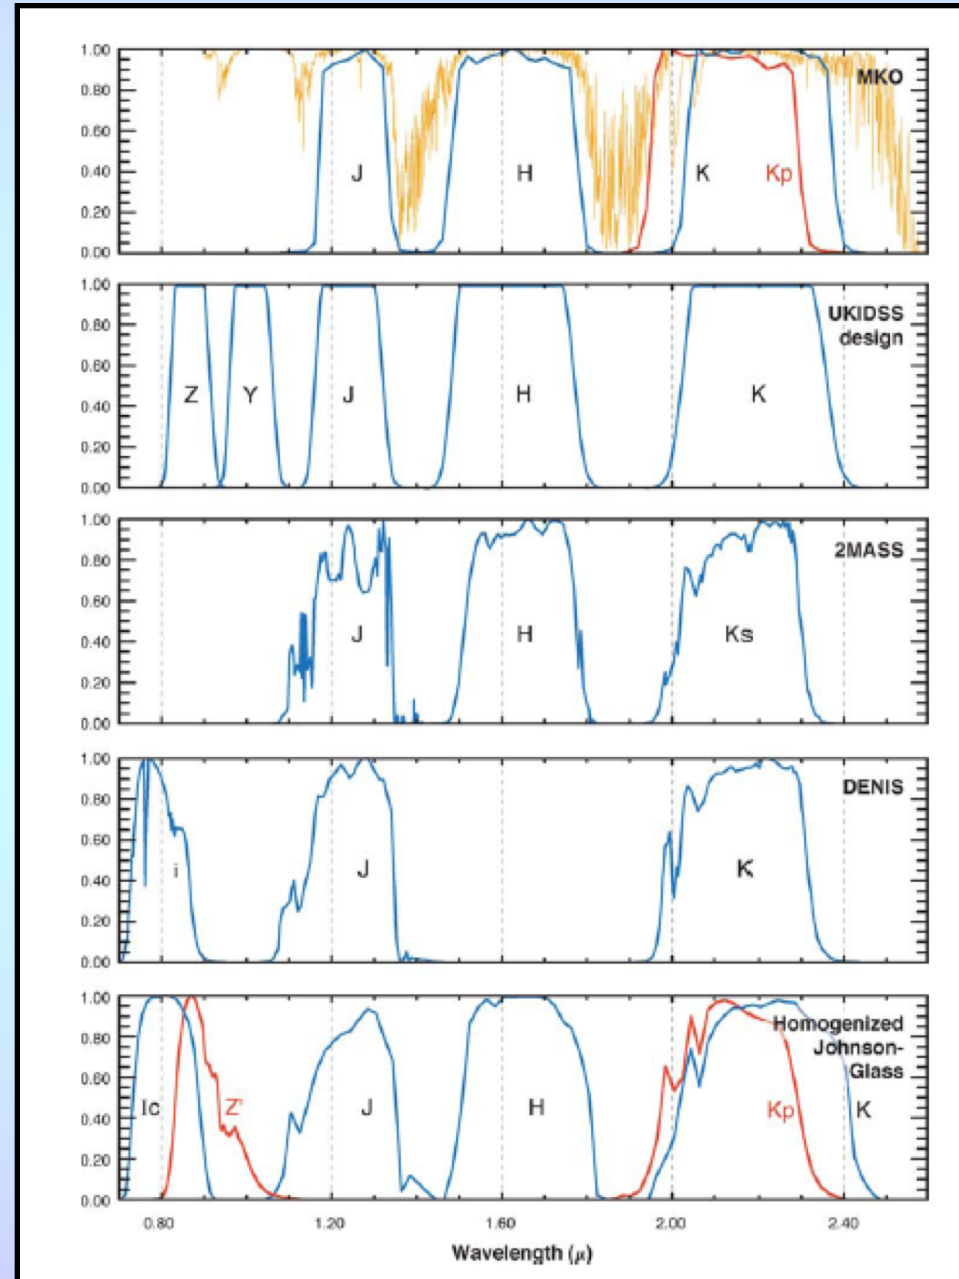 1.00
0.80
0.60
0.40
0.20
0.00
MKO
J
H
K
Kp
1.00
0.80
0.60
0.40
0.20
0.00
UKIDSS
design
Z
Y
J
H
K
1.00
0.80
0.60
0.40
0.20
0.00
2MASS
J
H
Ks
1.00
0.80
0.60
0.40
0.20
0.00
DENIS
i
J
K
1.00
0.80
0.60
0.40
0.20
0.00
Homogenized
Johnson-
Glass
Ic
Z'
J
H
Kp
K
0.80 1.20 1.60 2.00 2.40
Wavelength (μ)